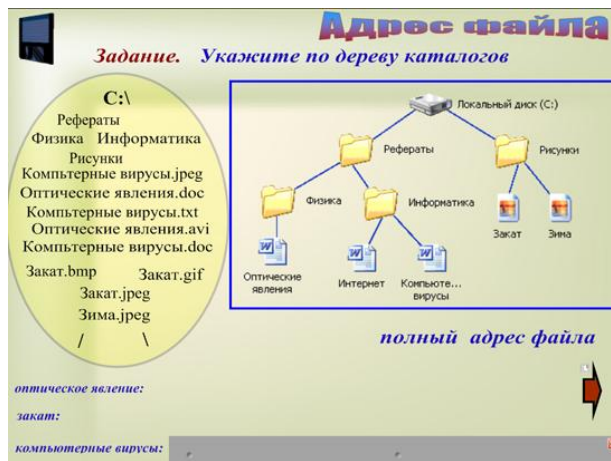 Адрес файла
Задание. Укажите по дереву каталогов
C:\
Рефераты
Физика Информатика
Рисунки
Компьтерные вирусы.jpeg
Оптические явления.doc
Компьтерные вирусы.txt
Оптические явления.avi
Компьтерные вирусы.doc
Закат.bmp Закат.gif
Закат.jpeg
Зима.jpeg
/ \
Локальный диск (C:)
Рефераты
Рисунки
Физика
Информатика
Закат
Зима
Оптические явления
Интернет
Компьюте... вирусы
полный адрес файла
оптическое явление:
закат:
компьютерные вирусы: